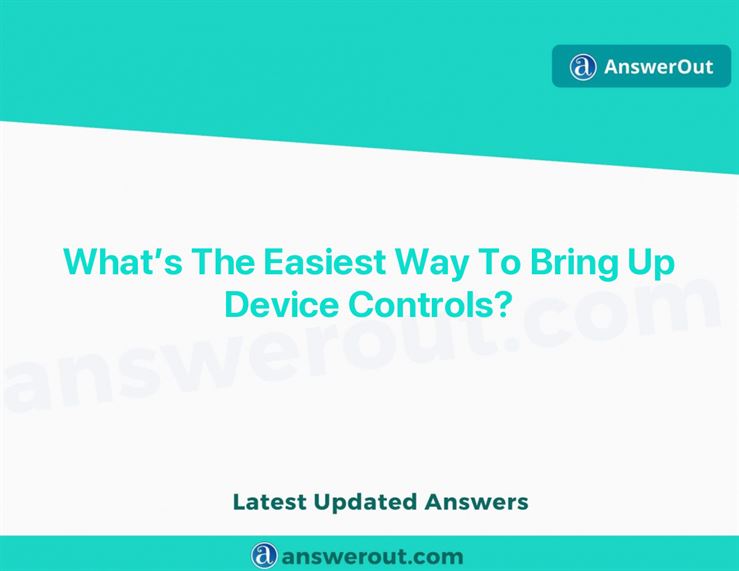 AnswerOut
What's The Easiest Way To Bring Up
Device Controls?
answerout.com
Latest Updated Answers
answerout.com